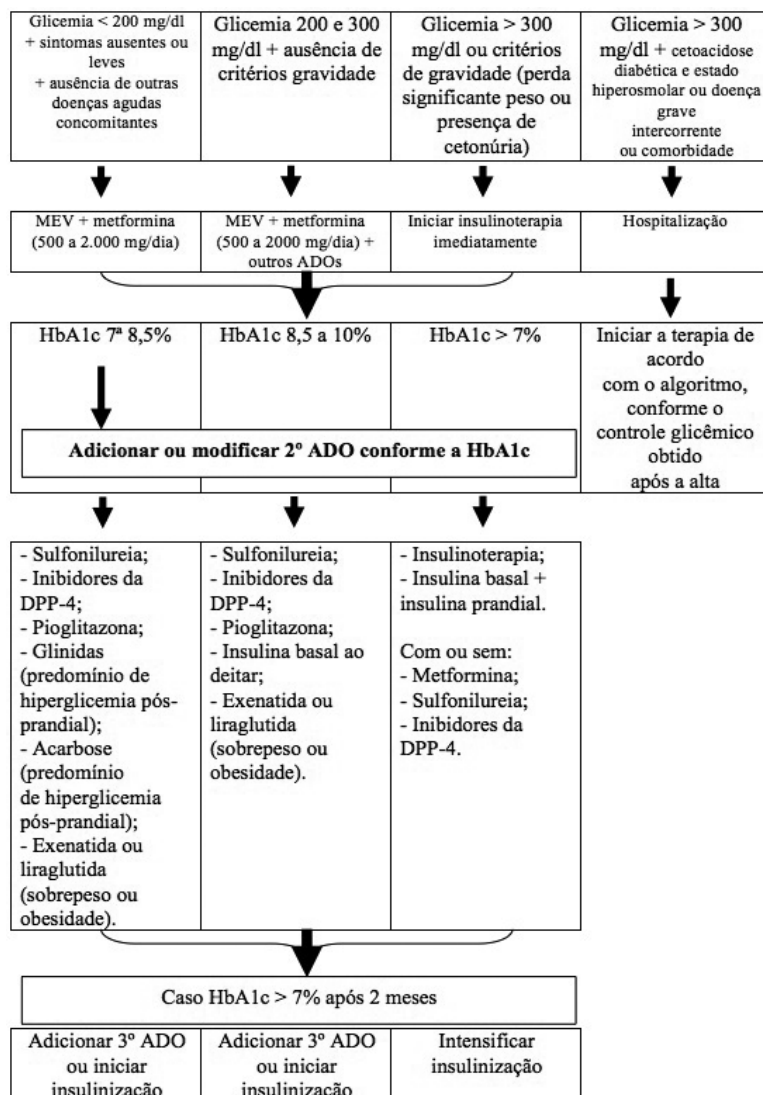 Glicemia < 200 mg/dl
+ sintomas ausentes ou
leves
+ ausência de outras
doenças agudas
concomitantes
Glicemia 200 e 300
mg/dl + ausência de
critérios gravidade
Glicemia > 300
mg/dl ou critérios
de gravidade (perda
significante peso ou
presença de
cetonúria)
Glicemia > 300
mg/dl + cetoacidose
diabética e estado
hiperosmolar ou doença
grave
intercorrente
ou comorbidade
MEV + metformina
(500 a 2.000 mg/dia)
MEV + metformina
(500 a 2000 mg/dia) +
outros ADOs
Iniciar insulinoterapia
imediatamente
Hospitalização
HbA1c 7ª 8,5%
HbA1c 8,5 a 10%
HbA1c > 7%
Iniciar a terapia de
acordo
com o algoritmo,
conforme o
controle glicêmico
obtido
após a alta
Adicionar ou modificar 2º ADO conforme a HbA1c
- Sulfonilureia;
- Inibidores da
DPP-4;
- Pioglitazona;
- Glinidas
(predomínio de
hiperglicemia pós-
prandial);
- Acarbose
(predomínio
de hiperglicemia
pós-prandial);
- Exenatida ou
liraglutida
(sobrepeso ou
obesidade).
- Sulfonilureia;
- Inibidores da
DPP-4;
- Pioglitazona;
- Insulina basal ao
deitar;
- Exenatida ou
liraglutida
(sobrepeso ou
obesidade).
- Insulinoterapia;
- Insulina basal +
insulina prandial.
Com ou sem:
- Metformina;
- Sulfonilureia;
- Inibidores da
DPP-4.
Caso HbA1c > 7% após 2 meses
Adicionar 3º ADO
ou iniciar
insulinização
Adicionar 3º ADO
ou iniciar
insulinização
Intensificar
insulinização